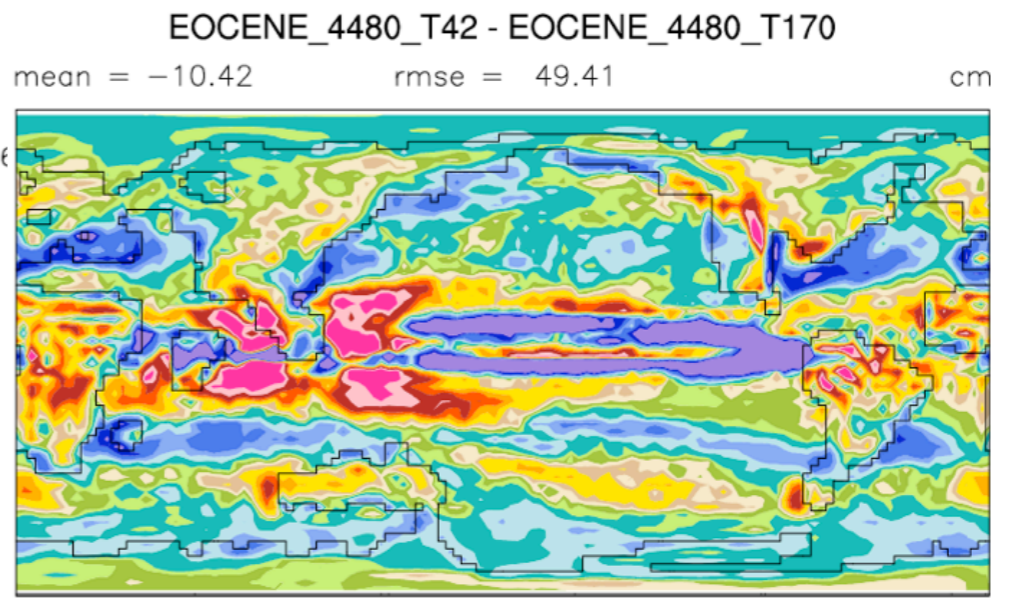 EOCENE_4480_T42 - EOCENE_4480_T170
mean = −10.42 rmse = 49.41 cm